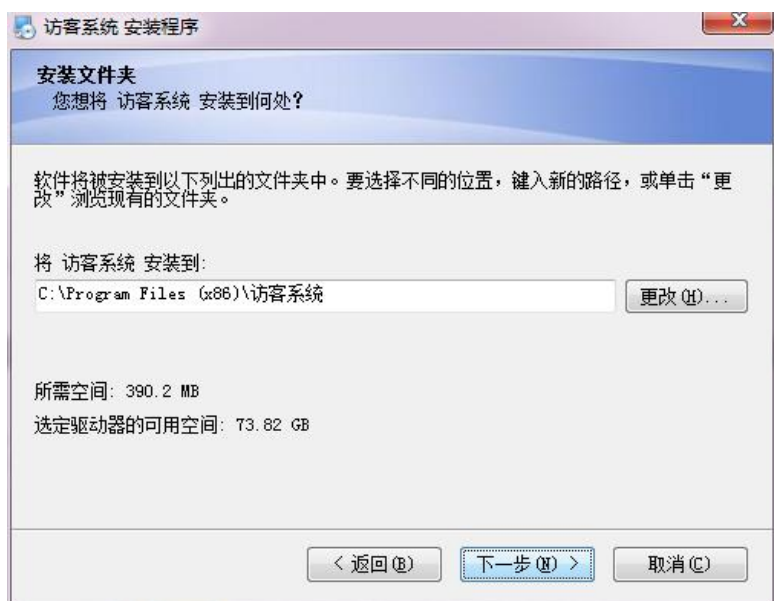 访客系统 安装程序
安装文件夹
您想将 访客系统 安装到何处?
软件将被安装到以下列出的文件夹中。要选择不同的位置，键入新的路径，或单击“更
改”浏览现有的文件夹。
将 访客系统 安装到:
C:\Program Files (x86)\访客系统
更改(H)...
所需空间: 390.2 MB
选定驱动器的可用空间: 73.82 GB
< 返回(B)
下一步(N) >
取消(C)